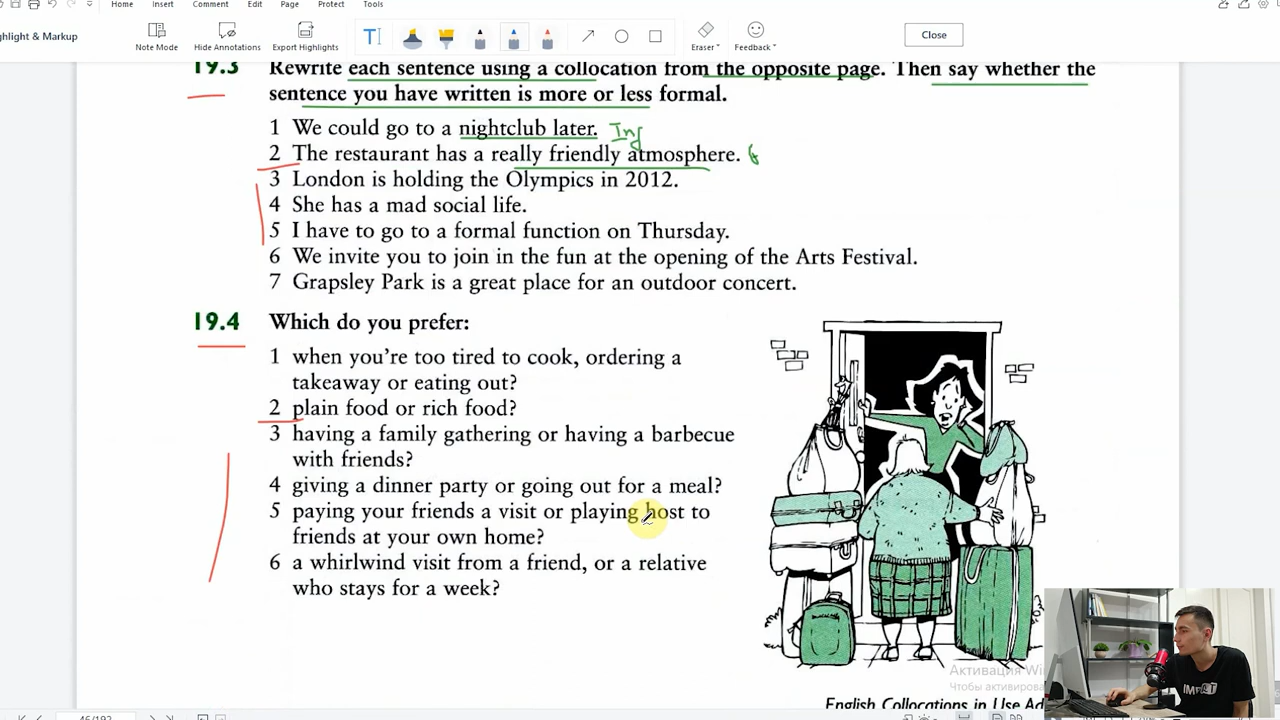 Home Insert Comment Edit Page Protect Tools
ghlight & Markup
Note Mode Hide Annotations Export Highlights Eraser Feedback Close
19.3 Rewrite each sentence using a collocation from the opposite page. Then say whether the
sentence you have written is more or less formal.
1 We could go to a nightclub later. Inf
2 The restaurant has a really friendly atmosphere.
3 London is holding the Olympics in 2012.
4 She has a mad social life.
5 I have to go to a formal function on Thursday.
6 We invite you to join in the fun at the opening of the Arts Festival.
7 Grapsley Park is a great place for an outdoor concert.
19.4 Which do you prefer:
1 when you're too tired to cook, ordering a
takeaway or eating out?
2 plain food or rich food?
3 having a family gathering or having a barbecue
with friends?
4 giving a dinner party or going out for a meal?
5 paying your friends a visit or playing host to
friends at your own home?
6 a whirlwind visit from a friend, or a relative
who stays for a week?
Активация Wi
Чтобы активирова
English Collocations in Use Ad
IMPACT
46/192